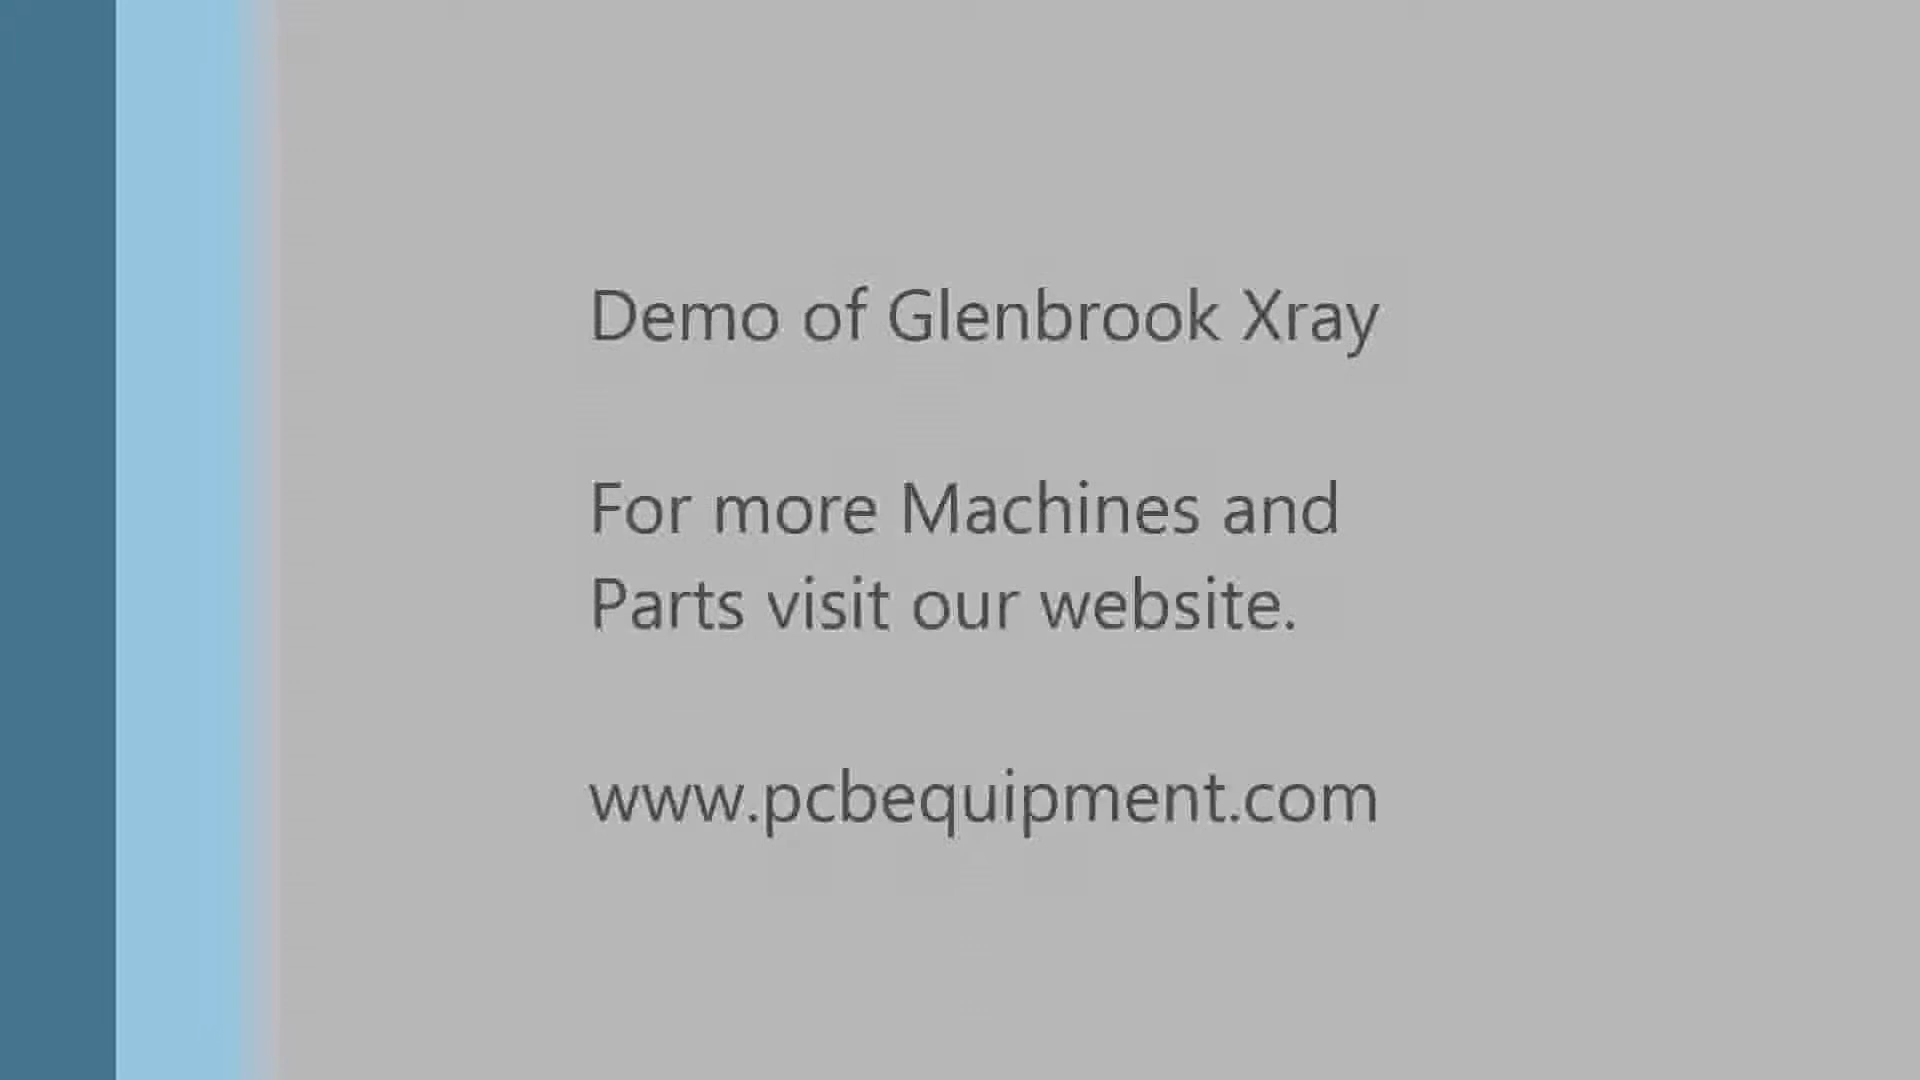 Demo of Glenbrook Xray
For more Machines and
Parts visit our website.
www.pcbequipment.com